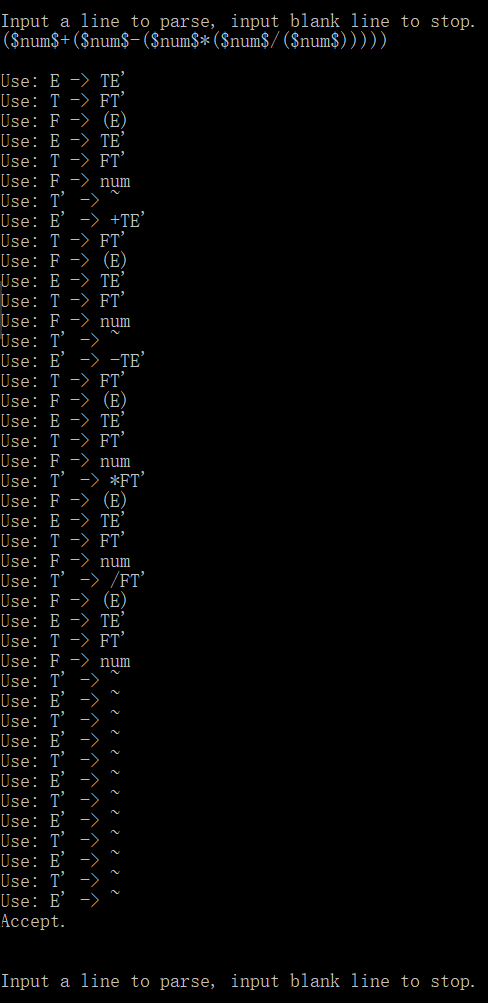 Input a line to parse, input blank line to stop.
($num$+($num$-($num$*($num$/($num$)))))
Use: E -> TE'
Use: T -> FT'
Use: F -> (E)
Use: E -> TE'
Use: T -> FT'
Use: F -> num
Use: T' -> ~
Use: E' -> +TE'
Use: T -> FT'
Use: F -> (E)
Use: E -> TE'
Use: T -> FT'
Use: F -> num
Use: T' -> ~
Use: E' -> -TE'
Use: T -> FT'
Use: F -> (E)
Use: E -> TE'
Use: T -> FT'
Use: F -> num
Use: T' -> *FT'
Use: F -> (E)
Use: E -> TE'
Use: T -> FT'
Use: F -> num
Use: T' -> /FT'
Use: F -> (E)
Use: E -> TE'
Use: T -> FT'
Use: F -> num
Use: T' -> ~
Use: E' -> ~
Use: T' -> ~
Use: E' -> ~
Use: T' -> ~
Use: E' -> ~
Use: T' -> ~
Use: E' -> ~
Use: T' -> ~
Use: E' -> ~
Use: T' -> ~
Use: E' -> ~
Accept.
Input a line to parse, input blank line to stop.